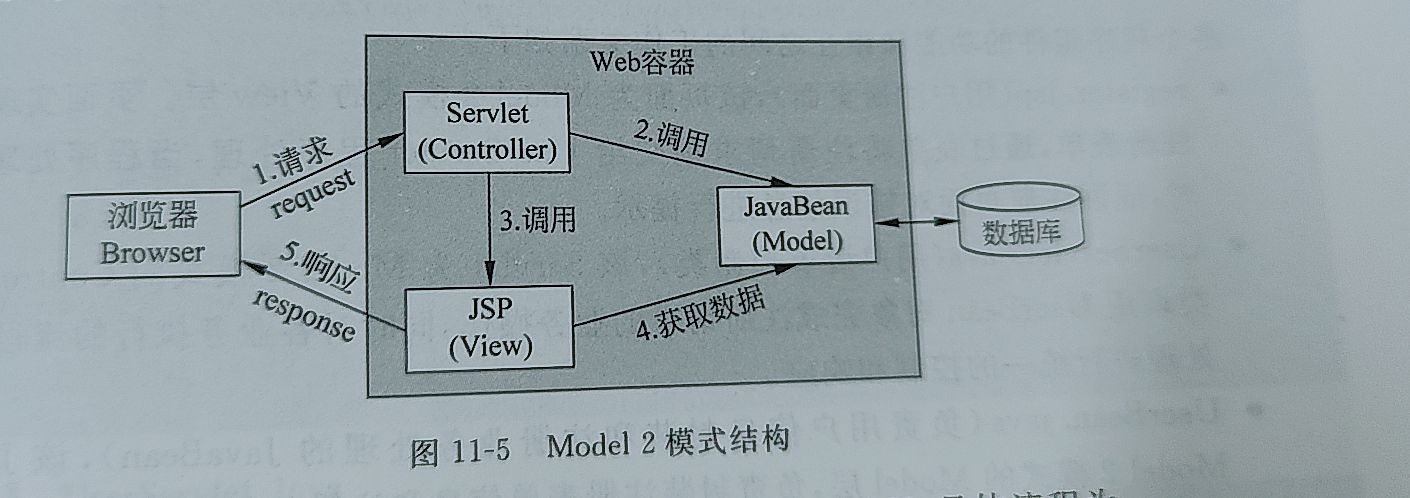 Web容器
Servlet
(Controller)
1.请求
request
2.调用
浏览器
Browser
3.调用
JavaBean
(Model)
数据库
5.响应
response
JSP
(View)
4.获取数据
图 11-5 Model 2 模式结构